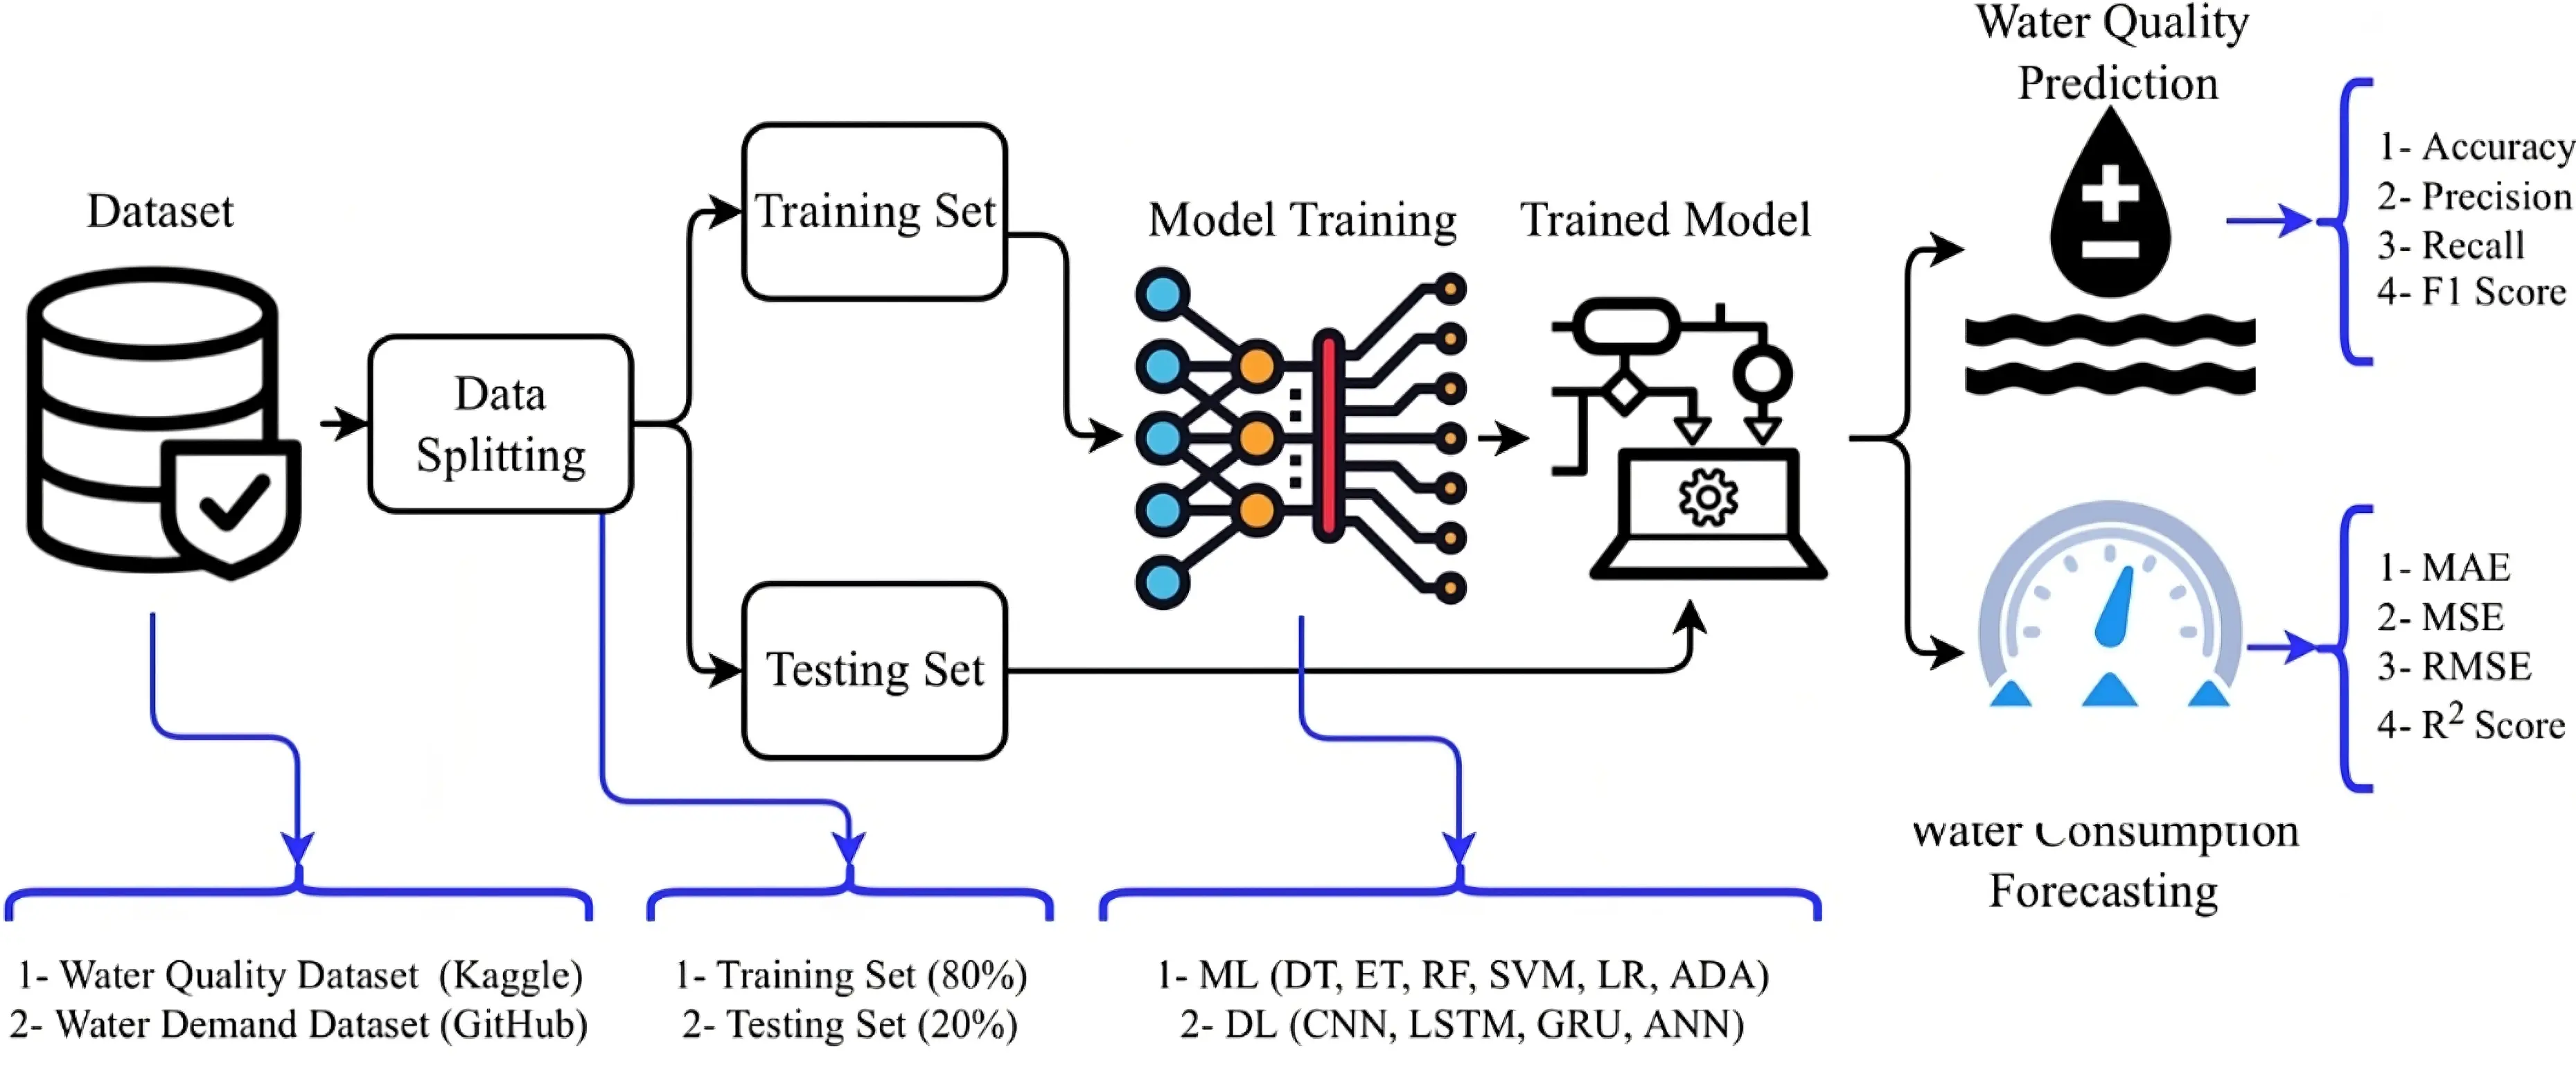 Dataset
Data
Splitting
Training Set
Testing Set
Model Training
Trained Model
Water Quality
Prediction
1- Accuracy
2- Precision
3- Recall
4- F1 Score
1- MAE
2- MSE
3- RMSE
4- R² Score
Water Consumption
Forecasting
1- Water Quality Dataset (Kaggle)
2- Water Demand Dataset (GitHub)
1- Training Set (80%)
2- Testing Set (20%)
1- ML (DT, ET, RF, SVM, LR, ADA)
2- DL (CNN, LSTM, GRU, ANN)